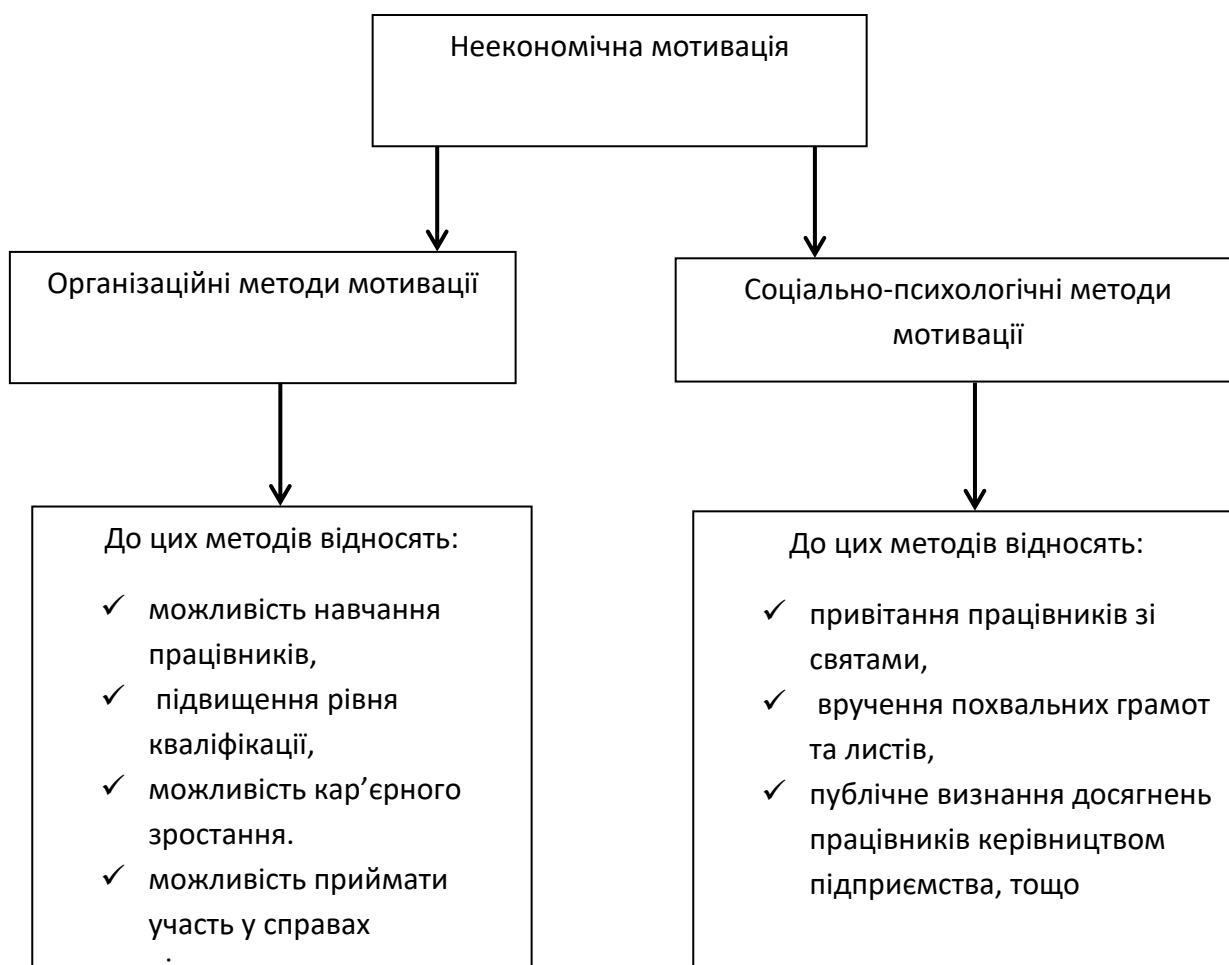 Неекономічна мотивація
Організаційні методи мотивації
Соціально-психологічні методи
мотивації
До цих методів відносять:
✓ можливість навчання
працівників,
✓ підвищення рівня
кваліфікації,
✓ можливість кар’єрного
зростання.
✓ можливість приймати
участь у справах
До цих методів відносять:
✓ привітання працівників зі
святами,
✓ вручення похвальних грамот
та листів,
✓ публічне визнання досягнень
працівників керівництвом
підприємства, тощо